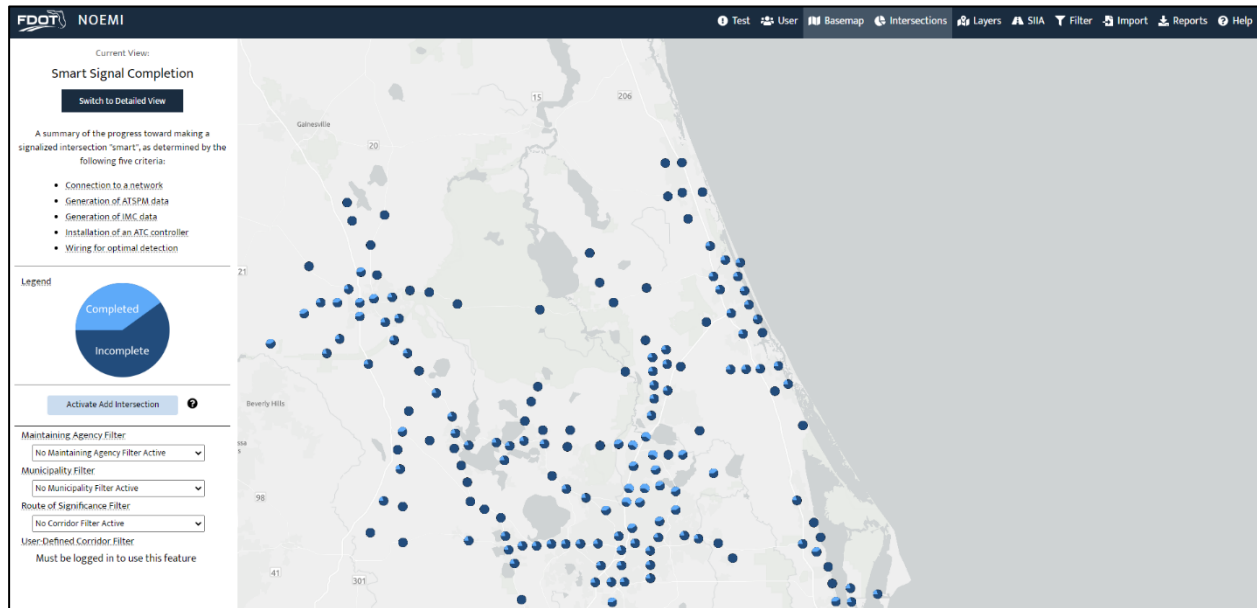 FDOT NOEMI Test User Basemap Intersections Layers SIIA Filter Import Reports Help
Current View:
Smart Signal Completion
Switch to Detailed View
A summary of the progress toward making a
signalized intersection "smart", as determined by the
following five criteria:
Connection to a network
Generation of ATSPM data
Generation of IMC data
Installation of an ATC controller
Wiring for optimal detection
Legend
Completed
Incomplete
Activate Add Intersection
Maintaining Agency Filter
No Maintaining Agency Filter Active
Municipality Filter
No Municipality Filter Active
Route of Significance Filter
No Corridor Filter Active
User-Defined Corridor Filter
Must be logged in to use this feature
15
206
Gainesville
20
21
Beverly Hills
98
41
301